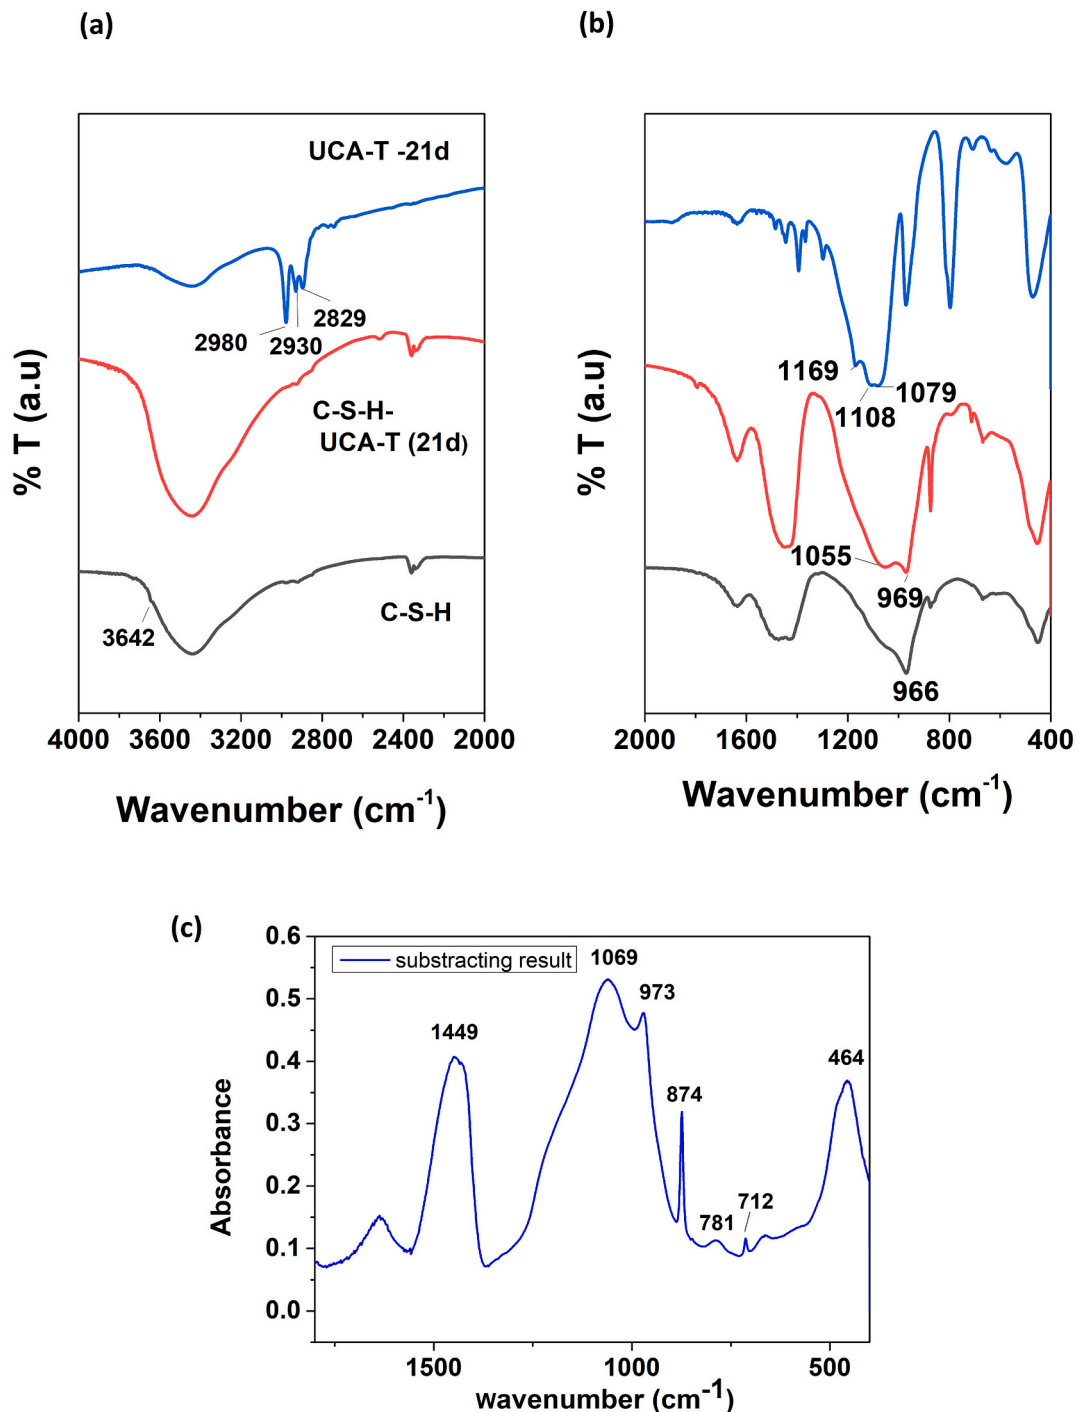 (a)
UCA-T -21d
2980
2930
2829
C-S-H-
UCA-T (21d)
C-S-H
3642
% T (a.u)
4000 3600 3200 2800 2400 2000
Wavenumber (cm-1)
(b)
1169
1108
1079
1055
969
966
% T (a.u)
2000 1600 1200 800 400
Wavenumber (cm-1)
(c)
substracting result
1449
1069
973
874
781
712
464
0.6
0.5
0.4
0.3
0.2
0.1
0.0
Absorbance
1500 1000 500
wavenumber (cm-1)